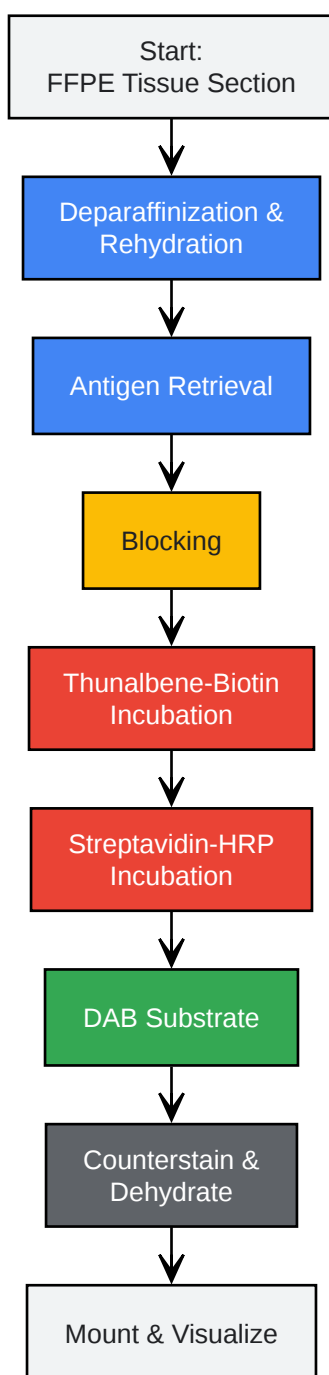 Start:
FFPE Tissue Section
Deparaffinization &
Rehydration
Antigen Retrieval
Blocking
Thunalbene-Biotin
Incubation
Streptavidin-HRP
Incubation
DAB Substrate
Counterstain &
Dehydrate
Mount & Visualize